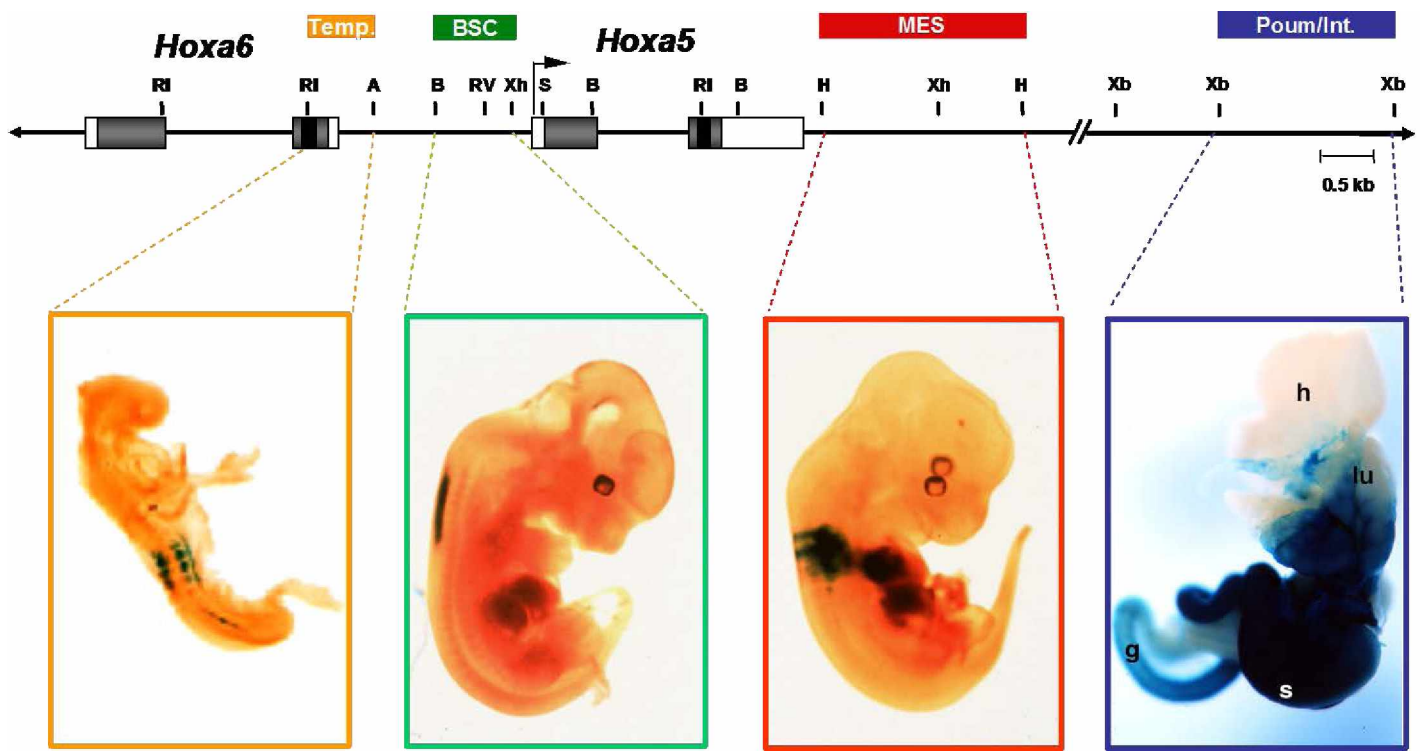 Temp. BSC MES Poum/Int.
Hoxa6 Hoxa5
RI RI A B RV Xh S B RI B H Xh H Xb Xb Xb
0.5 kb
h
lu
g
s